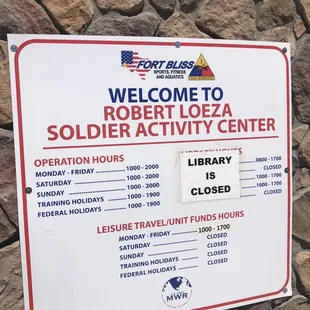 FORT BLISS
SPORTS, FITNESS
AND AQUATICS
WELCOME TO
ROBERT LOEZA
SOLDIER ACTIVITY CENTER
OPERATION HOURS
MONDAY - FRIDAY 1000 - 2000
SATURDAY 1000 - 2000
SUNDAY 1000 - 2000
TRAINING HOLIDAYS 1000 - 1900
FEDERAL HOLIDAYS 1000 - 1900
LIBRARY HOURS
0800 - 1700
CLOSED
1000 - 1700
1000 - 1700
CLOSED
LIBRARY
IS
CLOSED
LEISURE TRAVEL/UNIT FUNDS HOURS
MONDAY - FRIDAY 1000 - 1700
SATURDAY CLOSED
SUNDAY CLOSED
TRAINING HOLIDAYS CLOSED
FEDERAL HOLIDAYS CLOSED
MWR